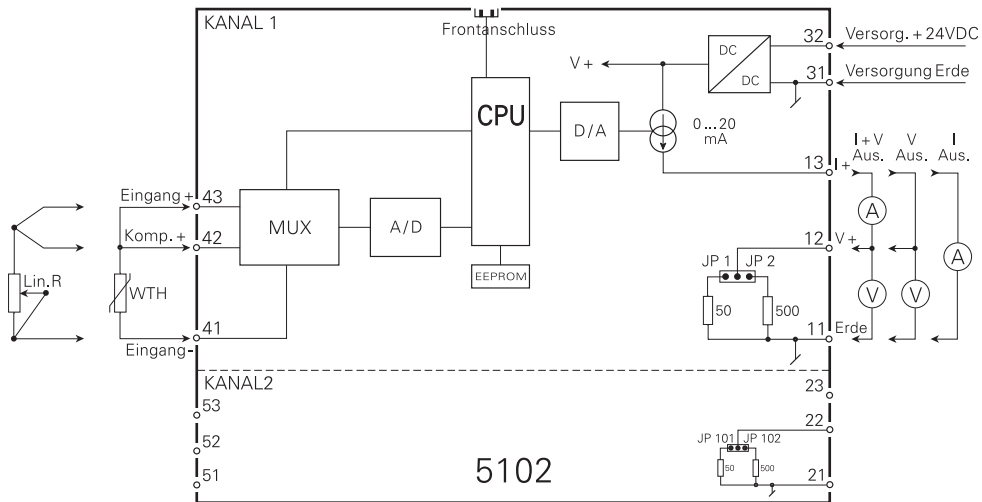 KANAL 1
Frontanschluss
32
Versorg. + 24VDC
DC
DC
V +
31
Versorgung Erde
CPU
D/A
0 ... 20
mA
I + V
Aus.
V
Aus.
I
Aus.
13
I +
Eingang +
43
Komp. +
42
MUX
A/D
A
12
V +
A
EEPROM
JP 1
JP 2
Lin.R
WTH
50
500
V
V
41
Eingang-
11
Erde
KANAL2
53
23
22
52
JP 101
JP 102
50
500
51
5102
21